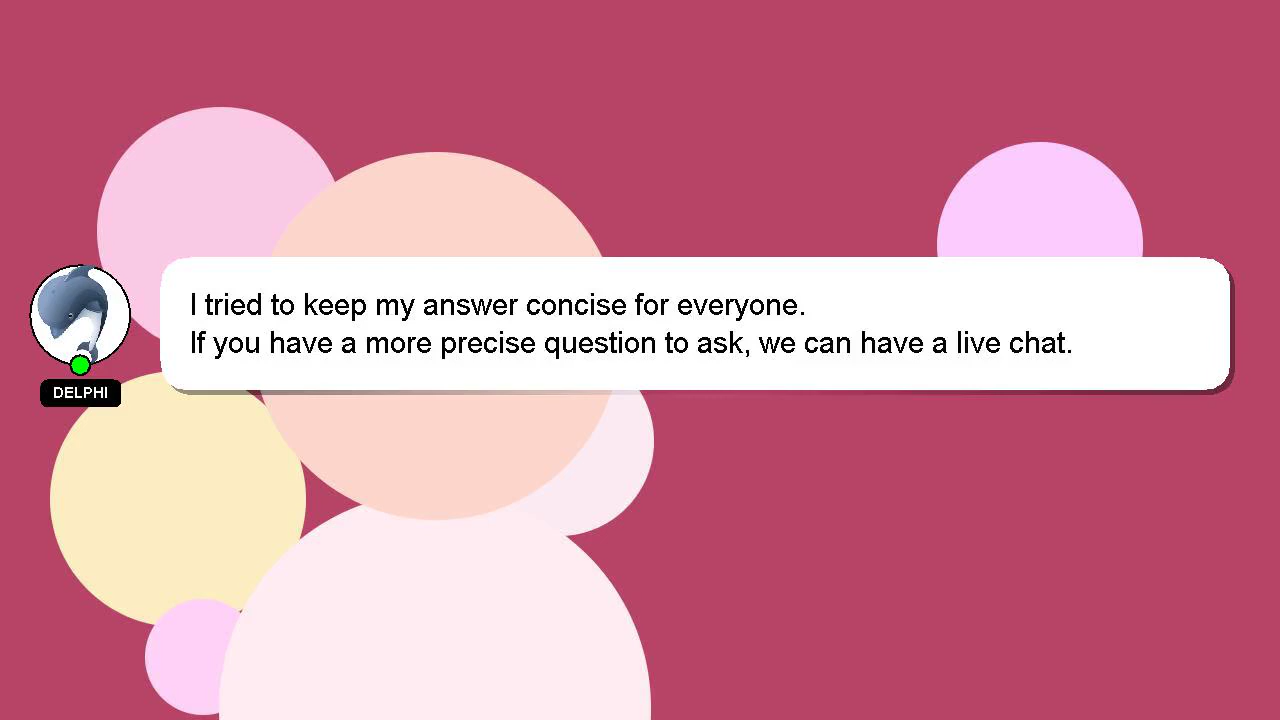 I tried to keep my answer concise for everyone.
If you have a more precise question to ask, we can have a live chat.
DELPHI